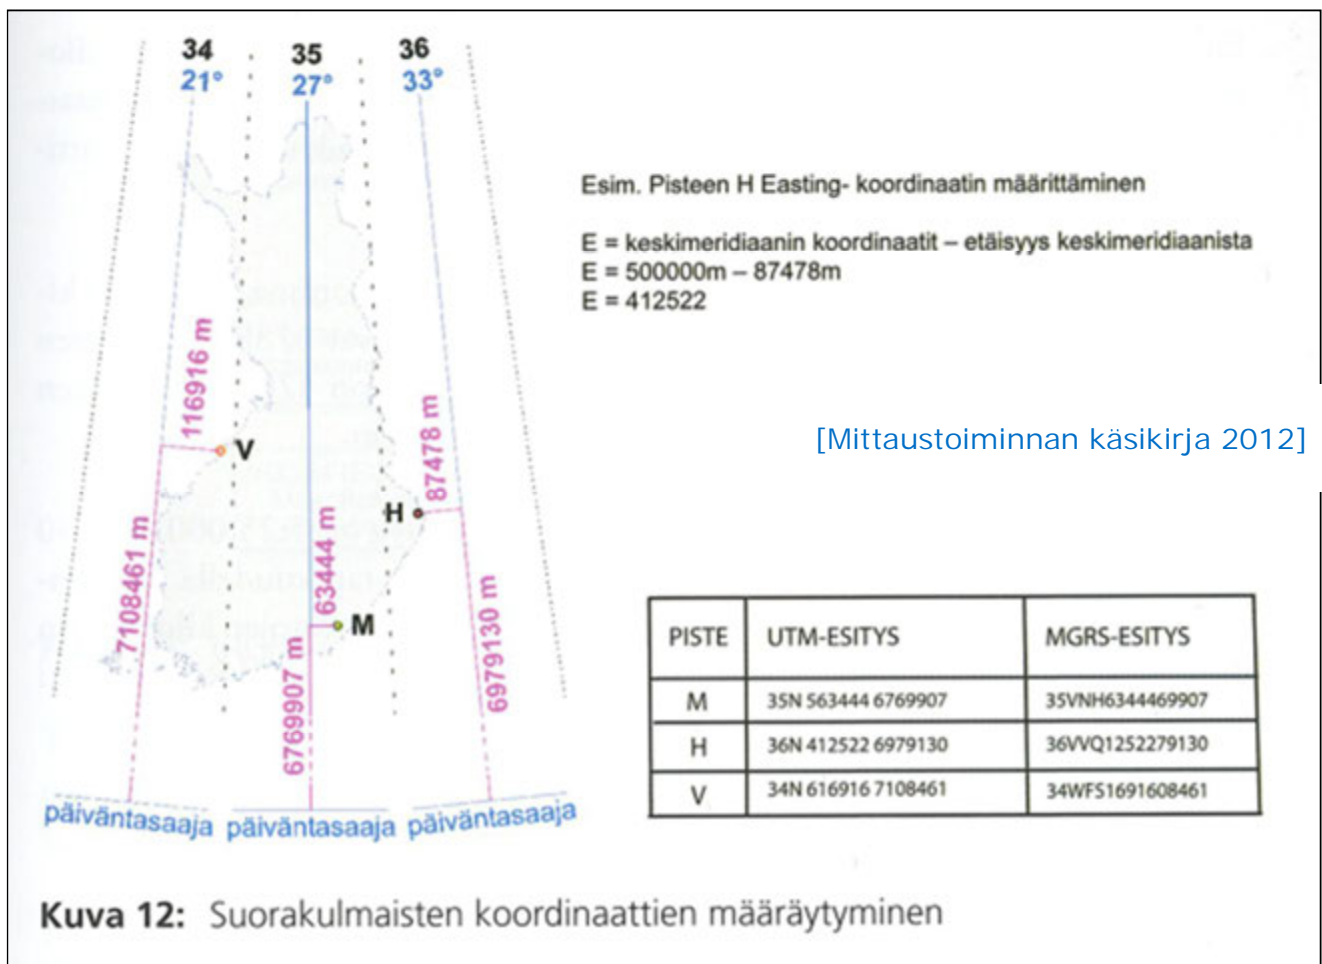 34
35
36
21°
27°
33°
Esim. Pisteen H Easting- koordinaatin määrittäminen
E = keskimeridiaanin koordinaatit – etäisyys keskimeridiaanista
E = 500000m – 87478m
E = 412522
116916 m
V
87478 m
[Mittaustoiminnan käsikirja 2012]
H
7108461 m
63444 m
M
6769907 m
6979130 m
PISTE UTM-ESITYS MGRS-ESITYS
M 35N 563444 6769907 35VNH6344469907
H 36N 412522 6979130 36VVQ1252279130
V 34N 616916 7108461 34WFS1691608461
päiväntasaaja päiväntasaaja päiväntasaaja
Kuva 12: Suorakulmaisten koordinaattien määräytyminen